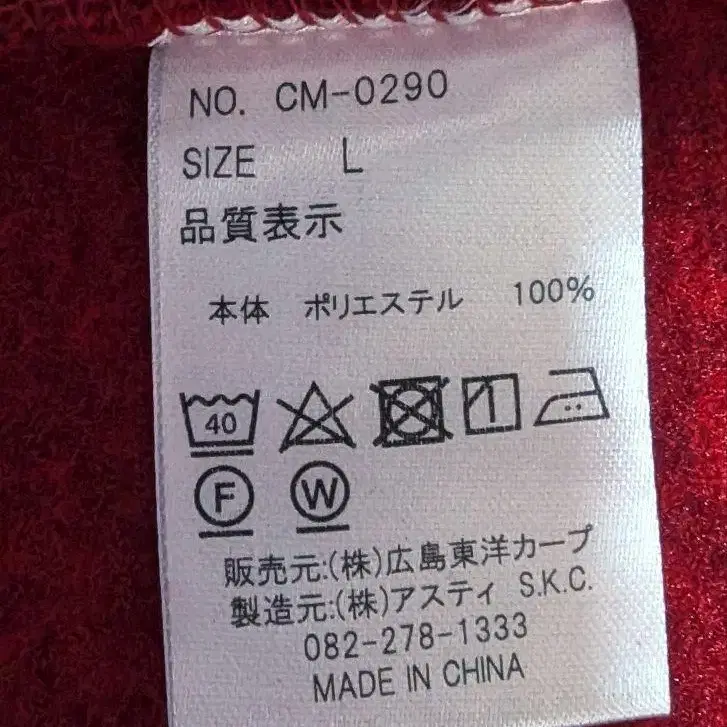 NO. CM-0290
SIZE L
品質表示
本体 ポリエステル 100%
40
F W
販売元:(株)広島東洋カープ
製造元:(株)アスティ S.K.C.
082-278-1333
MADE IN CHINA